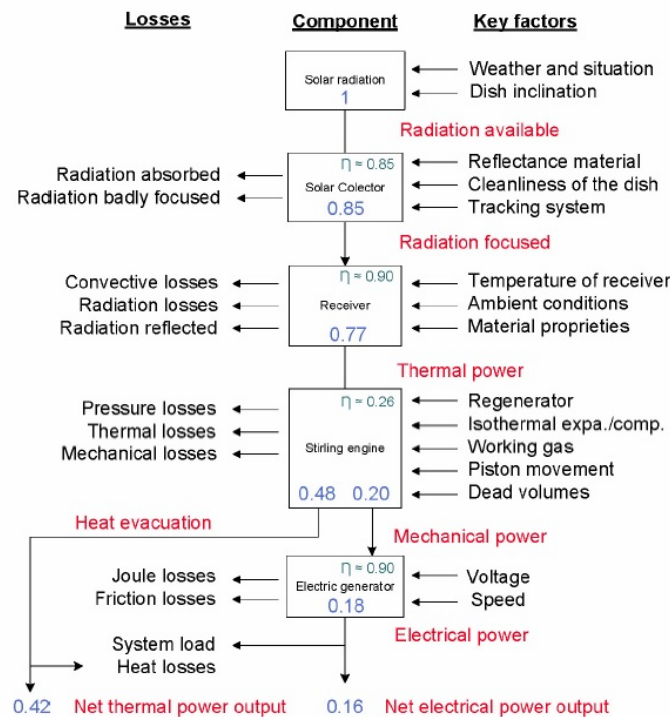 Losses Component Key factors
Solar radiation
1
Weather and situation
Dish inclination
Radiation available
Radiation absorbed
Radiation badly focused
η ≈ 0.85
Solar Colector
0.85
Reflectance material
Cleanliness of the dish
Tracking system
Radiation focused
Convective losses
Radiation losses
Radiation reflected
η ≈ 0.90
Receiver
0.77
Temperature of receiver
Ambient conditions
Material proprieties
Thermal power
Pressure losses
Thermal losses
Mechanical losses
η ≈ 0.26
Stirling engine
0.48 0.20
Regenerator
Isothermal expa./comp.
Working gas
Piston movement
Dead volumes
Heat evacuation
Mechanical power
Joule losses
Friction losses
η ≈ 0.90
Electric generator
0.18
Voltage
Speed
Electrical power
System load
Heat losses
0.42 Net thermal power output 0.16 Net electrical power output